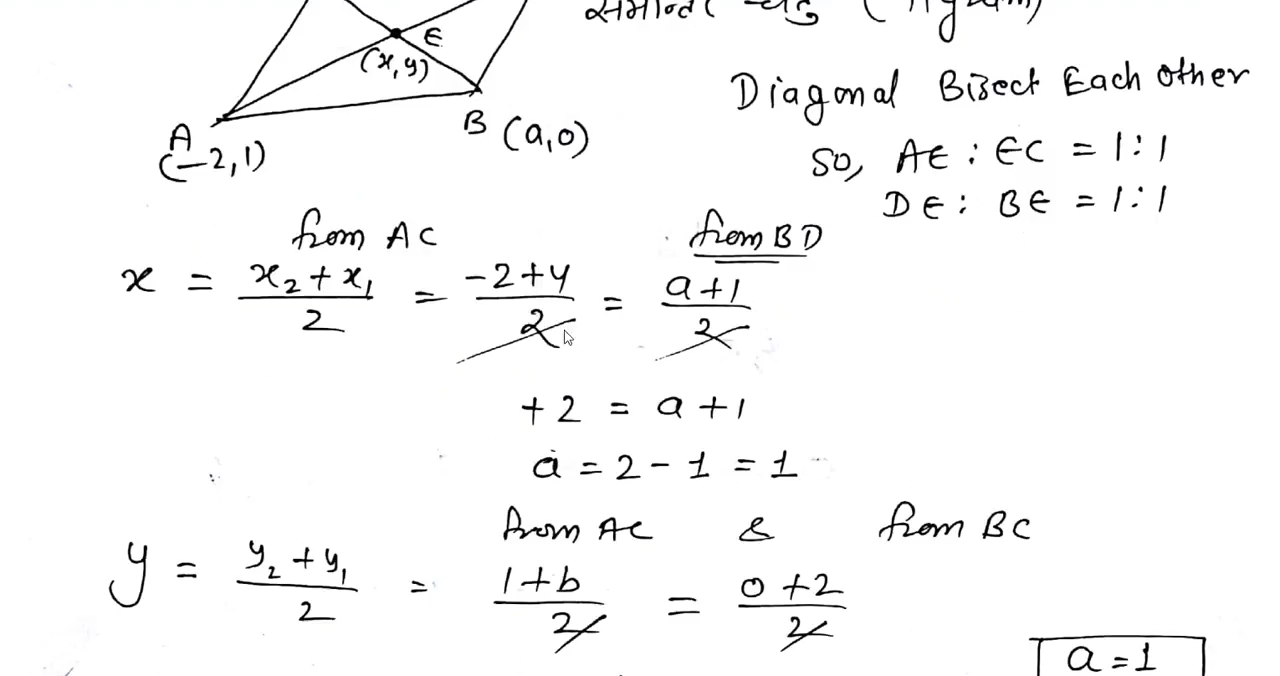 समान्तर
Diagonal Bisect Each Other
E
(x, y)
A
(-2, 1)
B (a, 0)
So, AE : EC = 1 : 1
DE : BE = 1 : 1
from AC from BD
x = x₂ + x₁ / 2 = -2 + 4 / 2 = a + 1 / 2
+ 2 = a + 1
a = 2 - 1 = 1
from AC & from BC
y = y₂ + y₁ / 2 = 1 + b / 2 = 0 + 2 / 2
a = 1